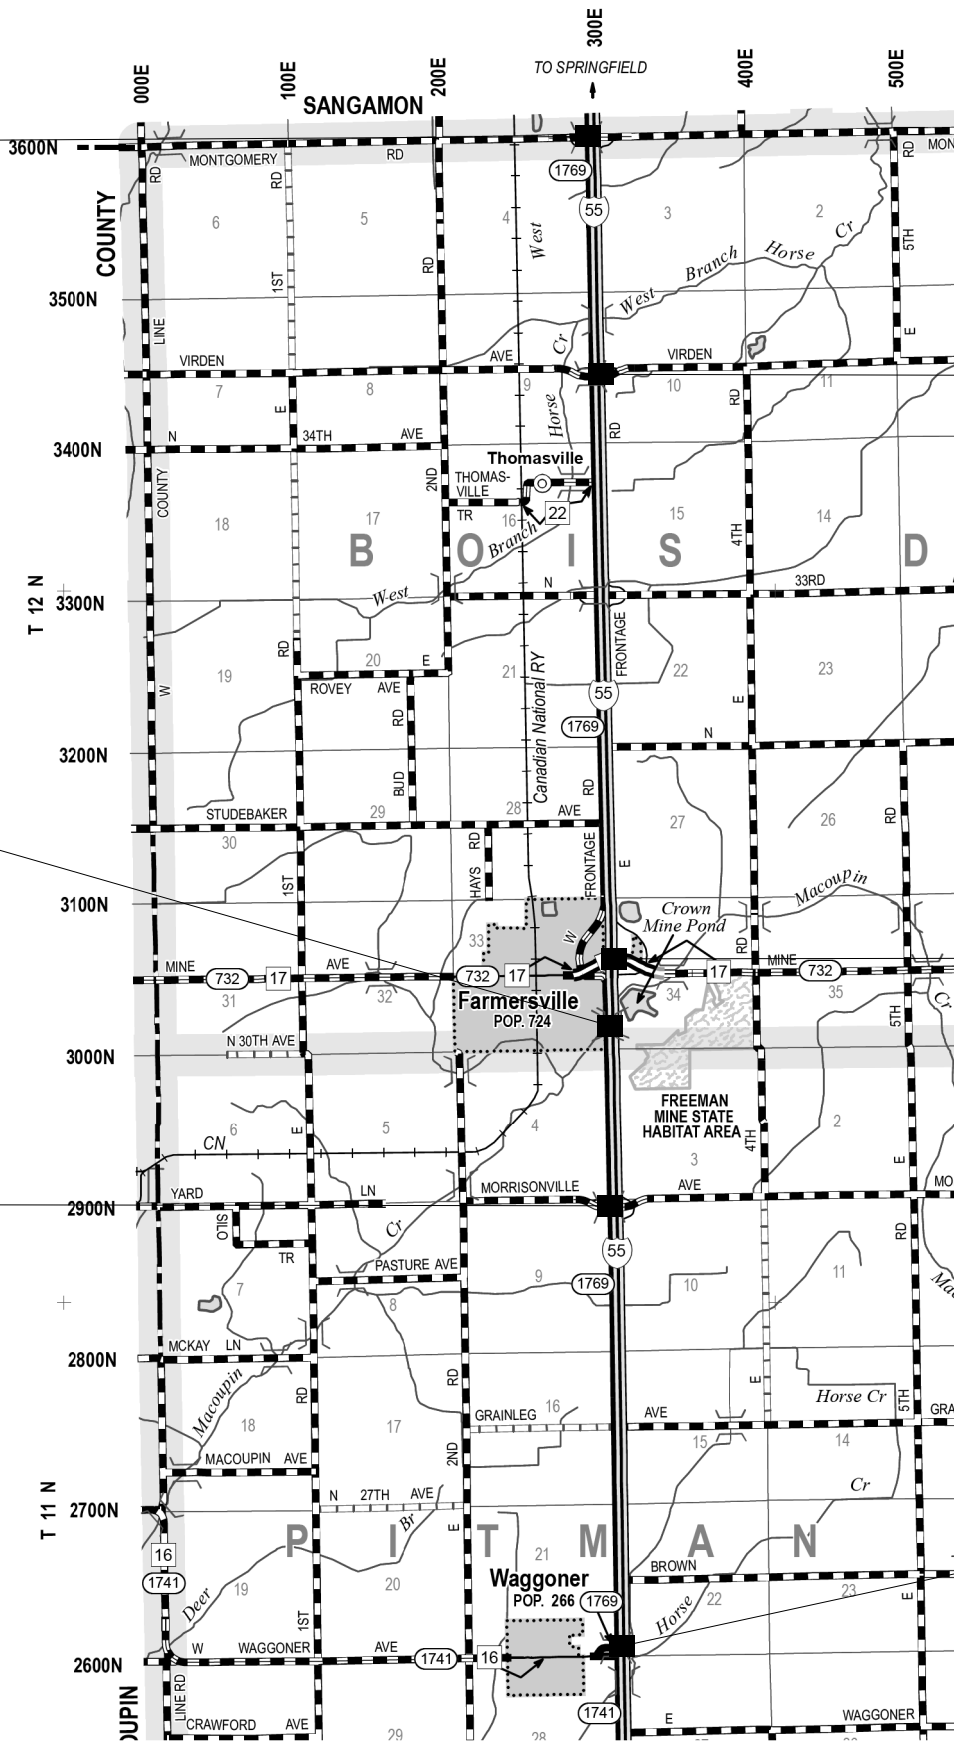 000E
100E
200E
300E
400E
500E
TO SPRINGFIELD
SANGAMON
3600N
MONTGOMERY
RD
MON
RD
RD
1769
RD
COUNTY
6
5
4
West
55
3
2
Cr
5TH
1ST
RD
West
Branch
Horse
3500N
LINE
E
VIRDEN
AVE
Cr
VIRDEN
7
8
9
10
11
E
Horse
RD
RD
N
34TH
AVE
3400N
Thomasville
COUNTY
2ND
THOMAS-
VILLE
TR
16
22
15
14
18
17
4TH
Branch
B
O
I
S
D
T 12 N
N
33RD
3300N
West
FRONTAGE
19
RD
20
E
21
22
23
W
ROVEY
AVE
RD
Canadian National RY
55
E
1769
N
3200N
BUD
RD
RD
STUDEBAKER
29
28
AVE
27
26
30
1ST
RD
HAYS
FRONTAGE
E
3100N
Macoupin
Crown
Mine Pond
33
W
RD
MINE
AVE
732
17
732
17
17
MINE
732
31
32
Farmersville
POP. 724
34
35
Cr
5TH
N 30TH AVE
3000N
FREEMAN
MINE STATE
HABITAT AREA
6
E
5
4
2
4TH
CN
3
E
YARD
LN
MORRISONVILLE
AVE
MO
2900N
SILO
Cr
RD
TR
55
PASTURE AVE
1769
7
8
9
10
11
Mac
MCKAY
LN
2800N
Macoupin
RD
RD
E
Horse Cr
5TH
18
17
GRAINLEG
16
AVE
GRA
15
14
MACOUPIN
AVE
2ND
Cr
N
27TH
AVE
2700N
T 11 N
Br
E
P
I
T
M
A
N
16
21
BROWN
1741
Waggoner
19
20
POP. 266
1769
22
23
E
Deer
1ST
Horse
W
WAGGONER
AVE
1741
16
2600N
LINE RD
1741
OUPIN
CRAWFORD
AVE
29
28
E
WAGGONER